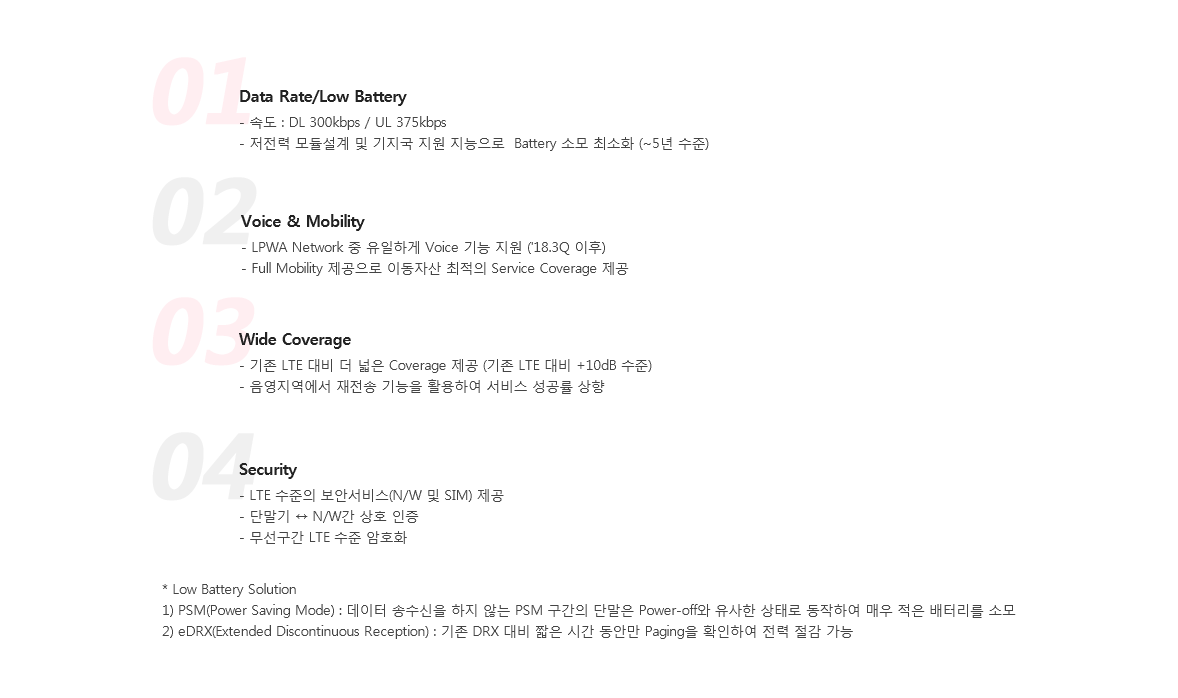 01
Data Rate/Low Battery
- 속도 : DL 300kbps / UL 375kbps
- 저전력 모듈설계 및 기지국 지원 지능으로  Battery 소모 최소화 (~5년 수준)
02
Voice & Mobility
- LPWA Network 중 유일하게 Voice 기능 지원 ('18.3Q 이후)
- Full Mobility 제공으로 이동자산 최적의 Service Coverage 제공
03
Wide Coverage
- 기존 LTE 대비 더 넓은 Coverage 제공 (기존 LTE 대비 +10dB 수준)
- 음영지역에서 재전송 기능을 활용하여 서비스 성공률 상향
04
Security
- LTE 수준의 보안서비스(N/W 및 SIM) 제공
- 단말기 ↔ N/W간 상호 인증
- 무선구간 LTE 수준 암호화
* Low Battery Solution
1) PSM(Power Saving Mode) : 데이터 송수신을 하지 않는 PSM 구간의 단말은 Power-off와 유사한 상태로 동작하여 매우 적은 배터리를 소모
2) eDRX(Extended Discontinuous Reception) : 기존 DRX 대비 짧은 시간 동안만 Paging을 확인하여 전력 절감 가능